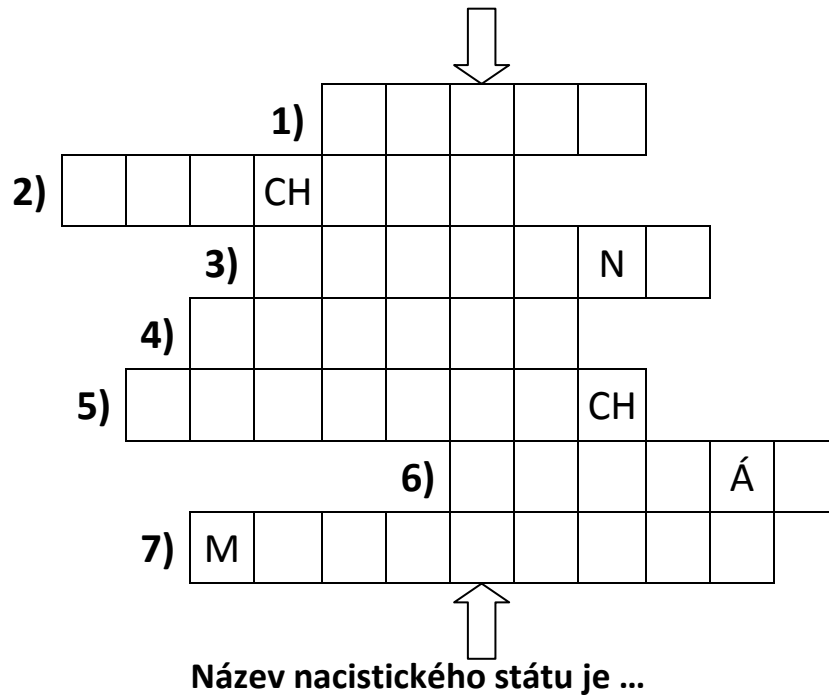 1)
2) CH
3) N
4)
5) CH
6) Á
7) M
Název nacistického státu je ...